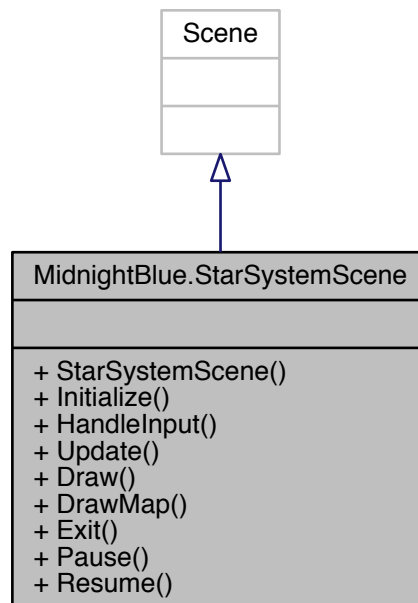 Scene
MidnightBlue.StarSystemScene
+ StarSystemScene()
+ Initialize()
+ HandleInput()
+ Update()
+ Draw()
+ DrawMap()
+ Exit()
+ Pause()
+ Resume()